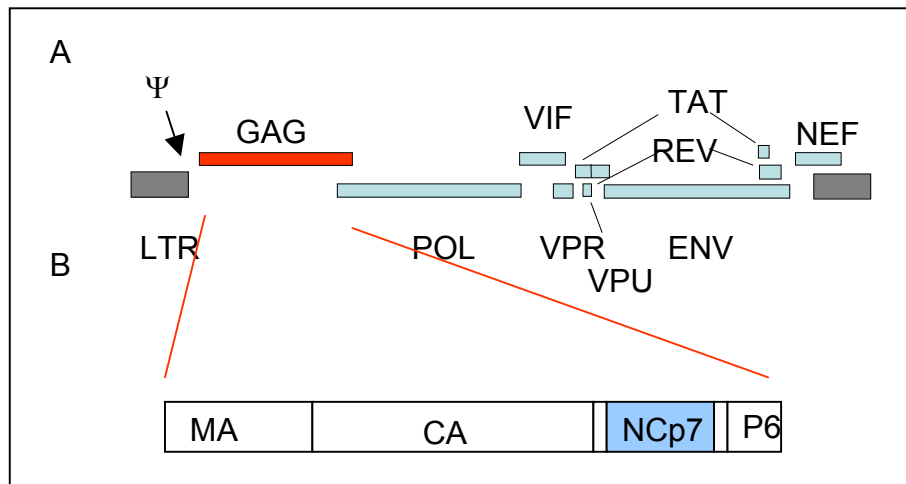 A
Ψ
GAG
VIF
TAT
REV
NEF
LTR
POL
VPR
ENV
VPU
B
MA
CA
NCp7
P6